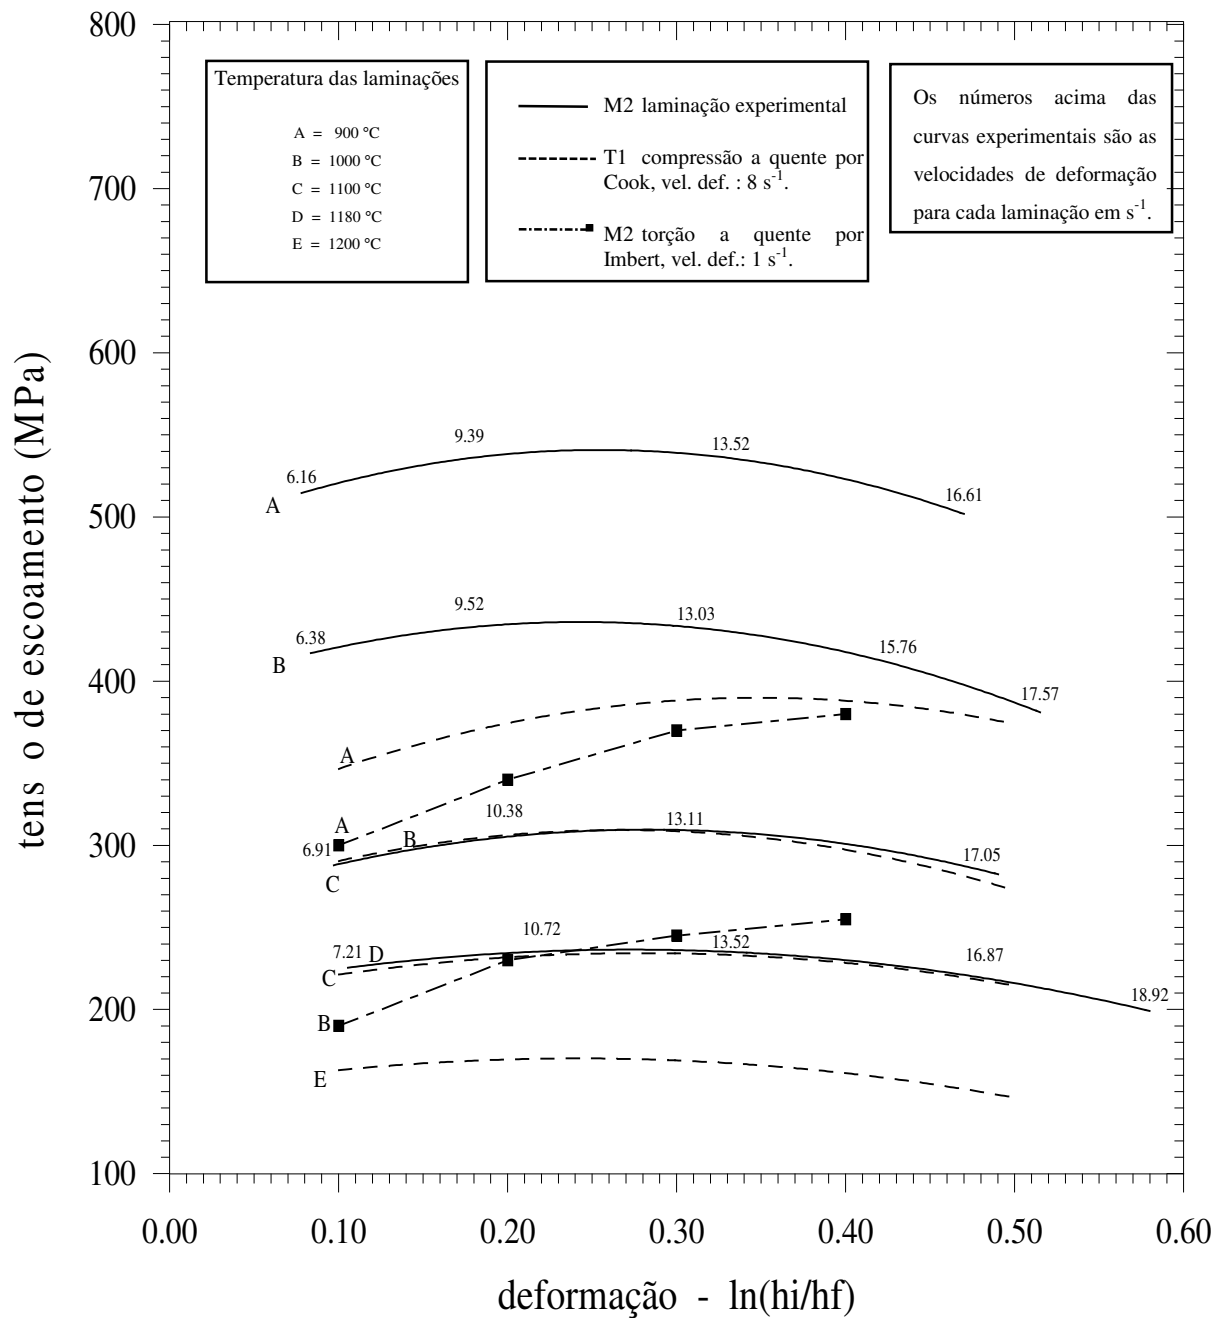 800
700
600
500
400
300
200
100
tens o de escoamento (MPa)
Temperatura das laminações
A = 900 °C
B = 1000 °C
C = 1100 °C
D = 1180 °C
E = 1200 °C
M2 laminação experimental
T1 compressão a quente por
Cook, vel. def. : 8 s-1.
M2 torção a quente por
Imbert, vel. def.: 1 s-1.
Os números acima das
curvas experimentais são as
velocidades de deformação
para cada laminação em s-1.
6.16
9.39
13.52
16.61
A
6.38
9.52
13.03
15.76
17.57
B
A
A
B
6.91
10.38
13.11
17.05
C
7.21
D
10.72
13.52
16.87
18.92
C
B
E
0.00
0.10
0.20
0.30
0.40
0.50
0.60
deformação - ln(hi/hf)